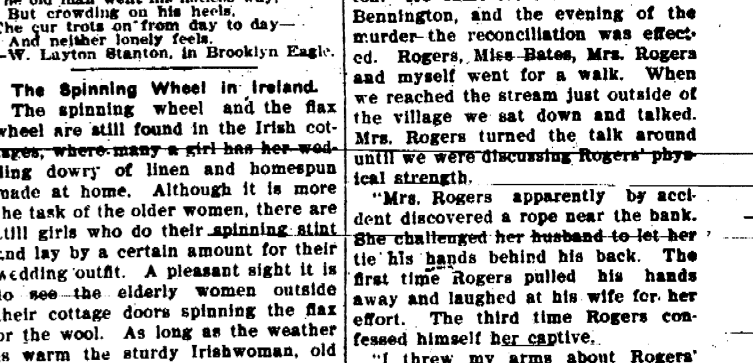 But crowding on his heels,
The cur trots on from day to day—
And neither lonely feels.
—W. Layton Stanton, in Brooklyn Eagle.
The Spinning Wheel in Ireland.
The spinning wheel and the flax
wheel are still found in the Irish cot-
tages, where many a girl has her wed-
ding dowry of linen and homespun
made at home. Although it is more
the task of the older women, there are
still girls who do their spinning stint
and lay by a certain amount for their
wedding outfit. A pleasant sight it is
to see the elderly women outside
their cottage doors spinning the flax
or the wool. As long as the weather
is warm the sturdy Irishwoman, old
Bennington, and the evening of the
murder the reconciliation was effect-
ed. Rogers, Miss Bates, Mrs. Rogers
and myself went for a walk. When
we reached the stream just outside of
the village we sat down and talked.
Mrs. Rogers turned the talk around
until we were discussing Rogers' phys-
ical strength.
"Mrs. Rogers apparently by acci-
dent discovered a rope near the bank.
She challenged her husband to let her
tie his hands behind his back. The
first time Rogers pulled his hands
away and laughed at his wife for her
effort. The third time Rogers con-
fessed himself her captive.
"I threw my arms about Rogers'